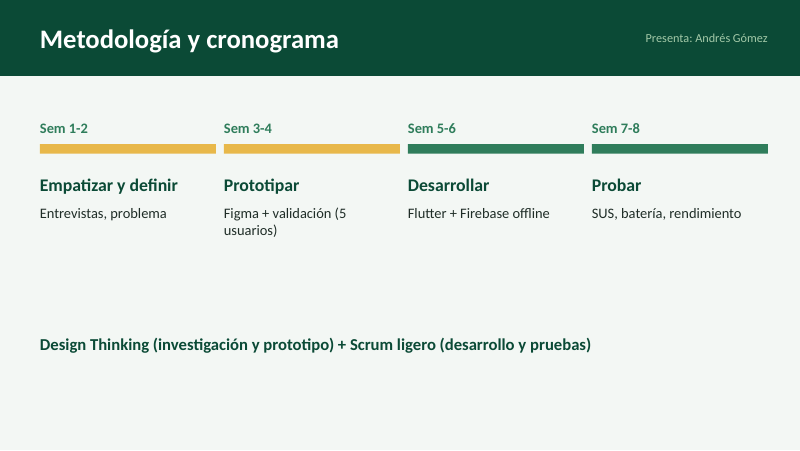 Metodología y cronograma
Presenta: Andrés Gómez
Sem 1-2
Sem 3-4
Sem 5-6
Sem 7-8
Empatizar y definir
Prototipar
Desarrollar
Probar
Entrevistas, problema
Figma + validación (5
usuarios)
Flutter + Firebase offline
SUS, batería, rendimiento
Design Thinking (investigación y prototipo) + Scrum ligero (desarrollo y pruebas)